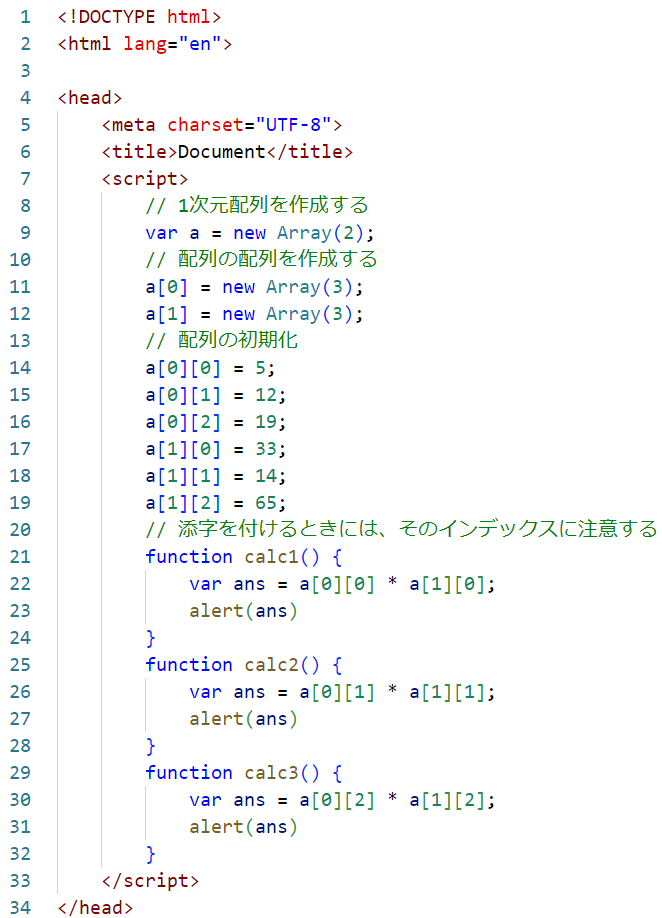 1 <!DOCTYPE html>
2 <html lang="en">
3
4 <head>
5     <meta charset="UTF-8">
6     <title>Document</title>
7     <script>
8         // 1次元配列を作成する
9         var a = new Array(2);
10         // 配列の配列を作成する
11         a[0] = new Array(3);
12         a[1] = new Array(3);
13         // 配列の初期化
14         a[0][0] = 5;
15         a[0][1] = 12;
16         a[0][2] = 19;
17         a[1][0] = 33;
18         a[1][1] = 14;
19         a[1][2] = 65;
20         // 添字を付けるときには、そのインデックスに注意する
21         function calc1() {
22             var ans = a[0][0] * a[1][0];
23             alert(ans)
24         }
25         function calc2() {
26             var ans = a[0][1] * a[1][1];
27             alert(ans)
28         }
29         function calc3() {
30             var ans = a[0][2] * a[1][2];
31             alert(ans)
32         }
33     </script>
34 </head>